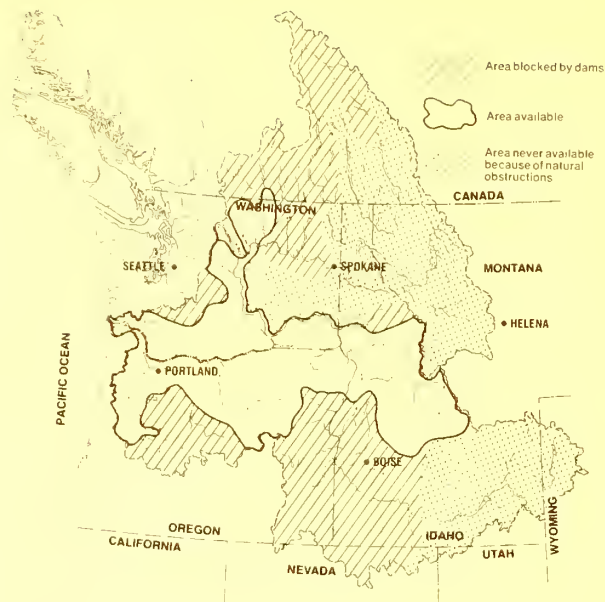 Area blocked by dams
Area available
Area never available
because of natural
obstructions
CANADA
WASHINGTON
SEATTLE
SPOKANE
MONTANA
HELENA
PACIFIC OCEAN
PORTLAND
BOISE
WYOMING
OREGON
IDAHO
CALIFORNIA
UTAH
NEVADA